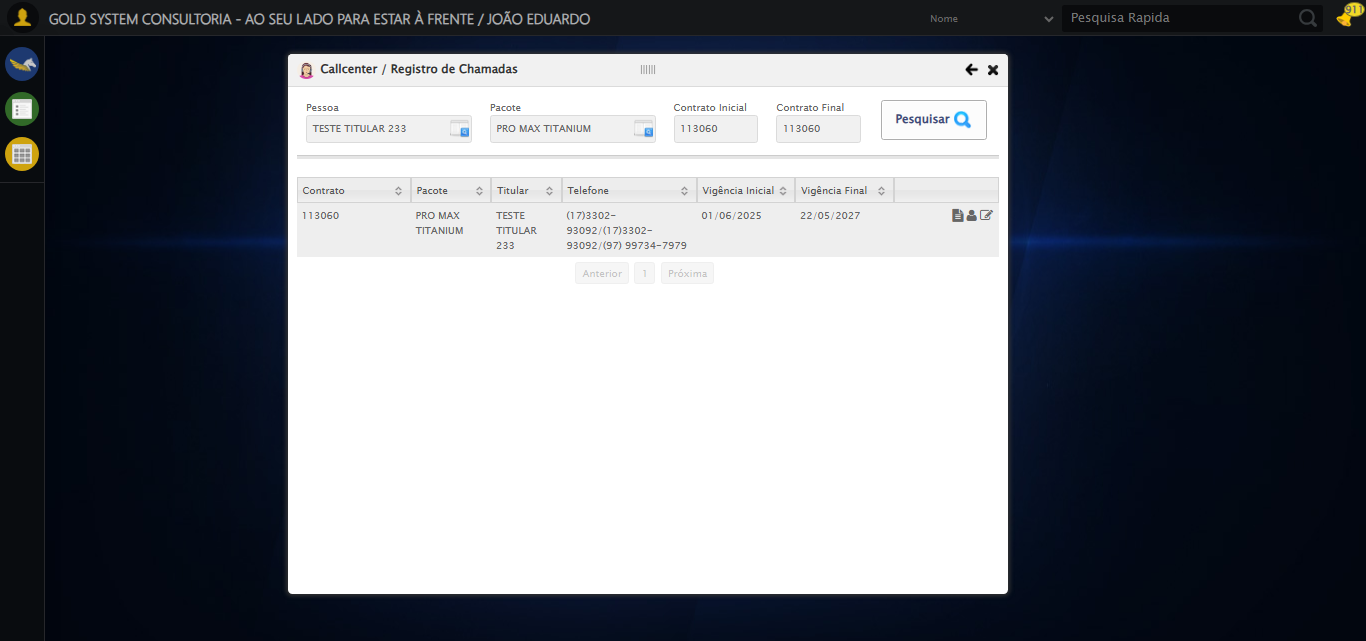 GOLD SYSTEM CONSULTORIA - AO SEU LADO PARA ESTAR À FRENTE / JOÃO EDUARDO
Nome
Pesquisa Rapida
911
Callcenter / Registro de Chamadas
Pessoa
Pacote
Contrato Inicial
Contrato Final
TESTE TITULAR 233
PRO MAX TITANIUM
113060
113060
Pesquisar
Contrato
Pacote
Titular
Telefone
Vigência Inicial
Vigência Final
113060
PRO MAX
TITANIUM
TESTE
TITULAR
233
(17)3302-
93092/(17)3302-
93092/(97) 99734-7979
01/06/2025
22/05/2027
Anterior
1
Próxima